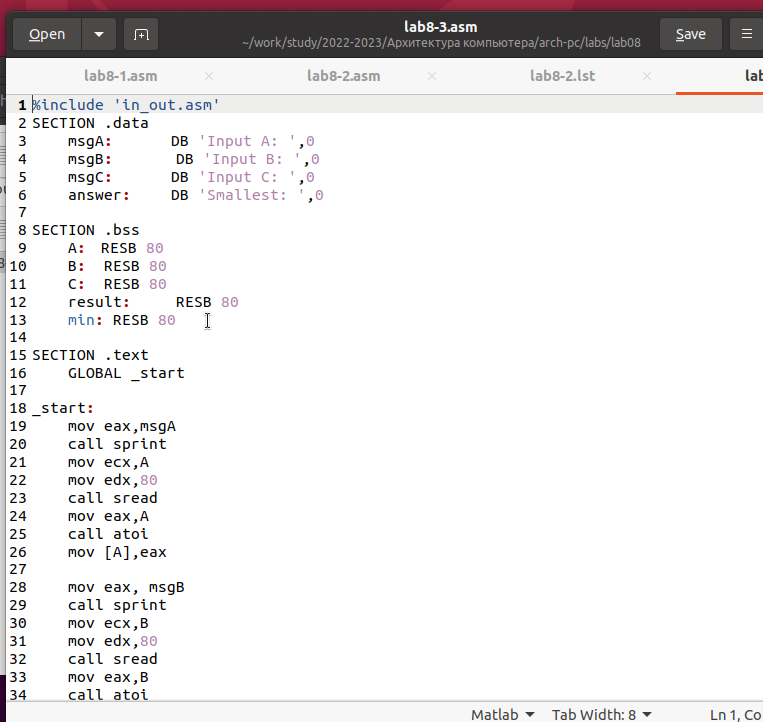 Open
lab8-3.asm
~/work/study/2022-2023/Архитектура компьютера/arch-pc/labs/lab08
Save
lab8-1.asm
lab8-2.asm
lab8-2.lst
lab
1 %include 'in_out.asm'
2 SECTION .data
3 msgA: DB 'Input A: ',0
4 msgB: DB 'Input B: ',0
5 msgC: DB 'Input C: ',0
6 answer: DB 'Smallest: ',0
7
8 SECTION .bss
9 A: RESB 80
10 B: RESB 80
11 C: RESB 80
12 result: RESB 80
13 min: RESB 80
14
15 SECTION .text
16 GLOBAL _start
17
18 _start:
19 mov eax,msgA
20 call sprint
21 mov ecx,A
22 mov edx,80
23 call sread
24 mov eax,A
25 call atoi
26 mov [A],eax
27
28 mov eax, msgB
29 call sprint
30 mov ecx,B
31 mov edx,80
32 call sread
33 mov eax,B
34 call atoi
Matlab
Tab Width: 8
Ln 1, Co